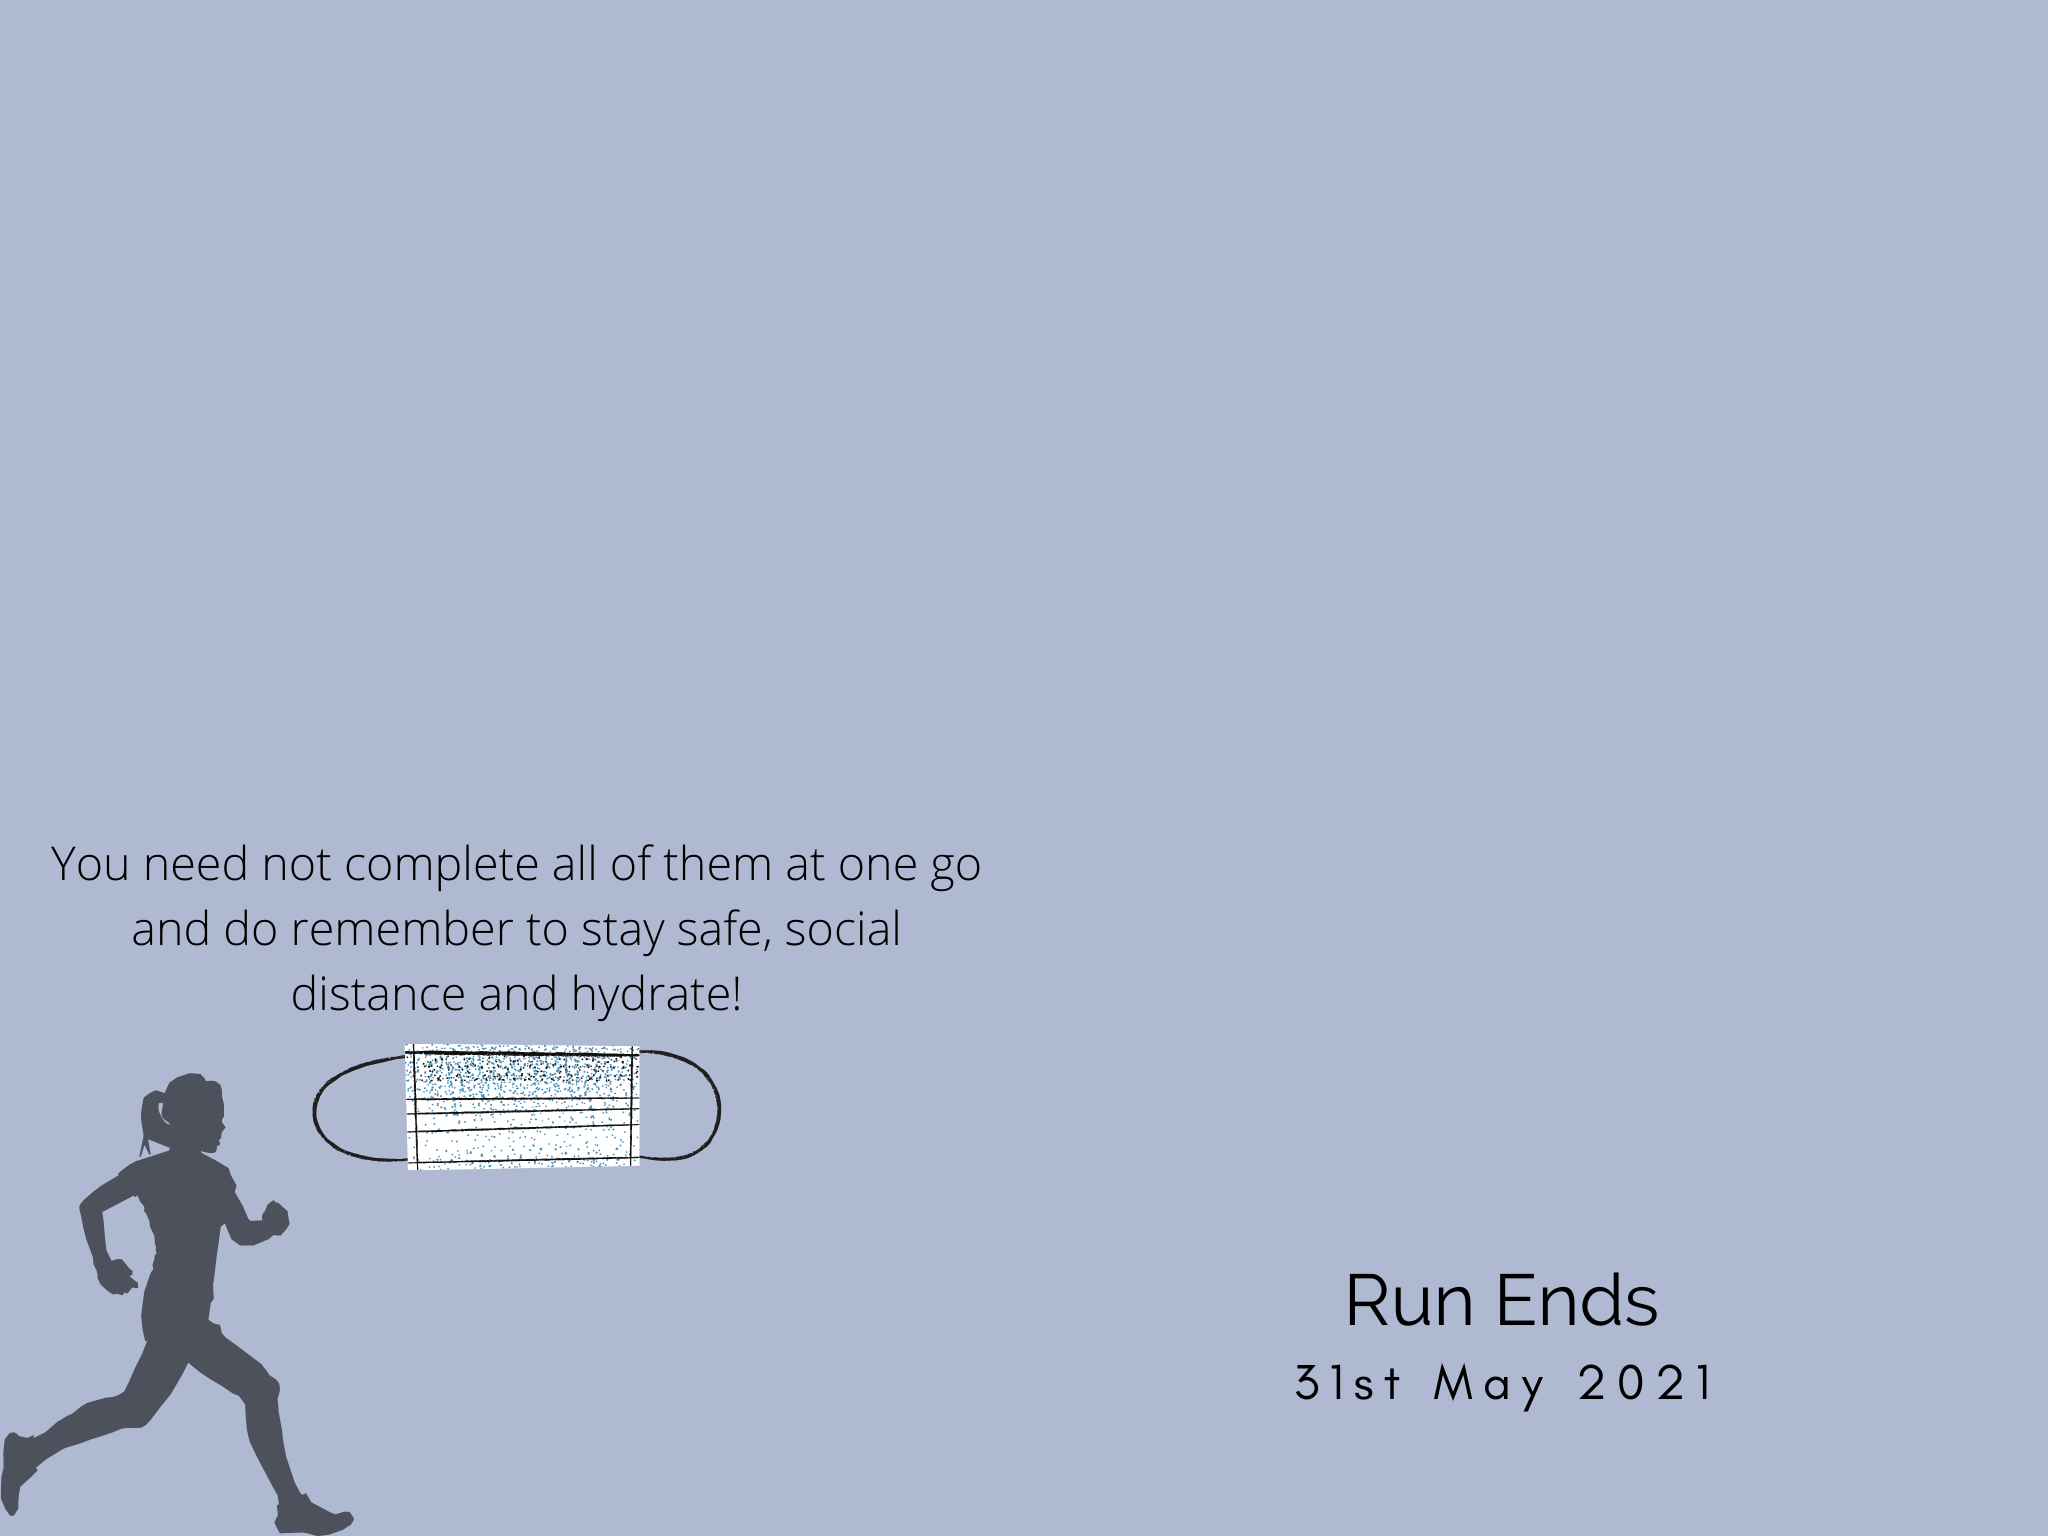 You need not complete all of them at one go
and do remember to stay safe, social
distance and hydrate!
Run Ends
31st May 2021